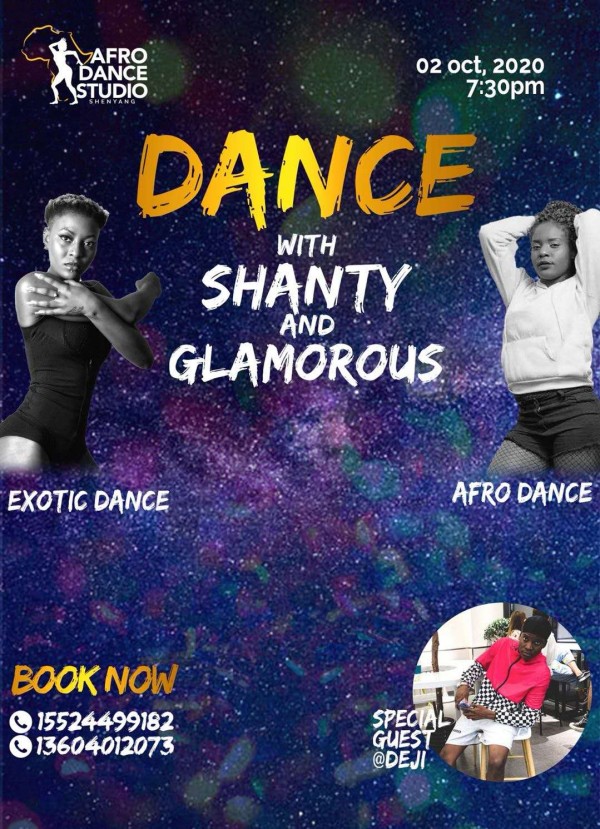 AFRO
DANCE
STUDIO
SHENYANG
02 oct, 2020
7:30pm
DANCE
WITH
SHANTY
AND
GLAMOROUS
EXOTIC DANCE
AFRO DANCE
BOOK NOW
15524499182
13604012073
SPECIAL
GUEST
@DEJI